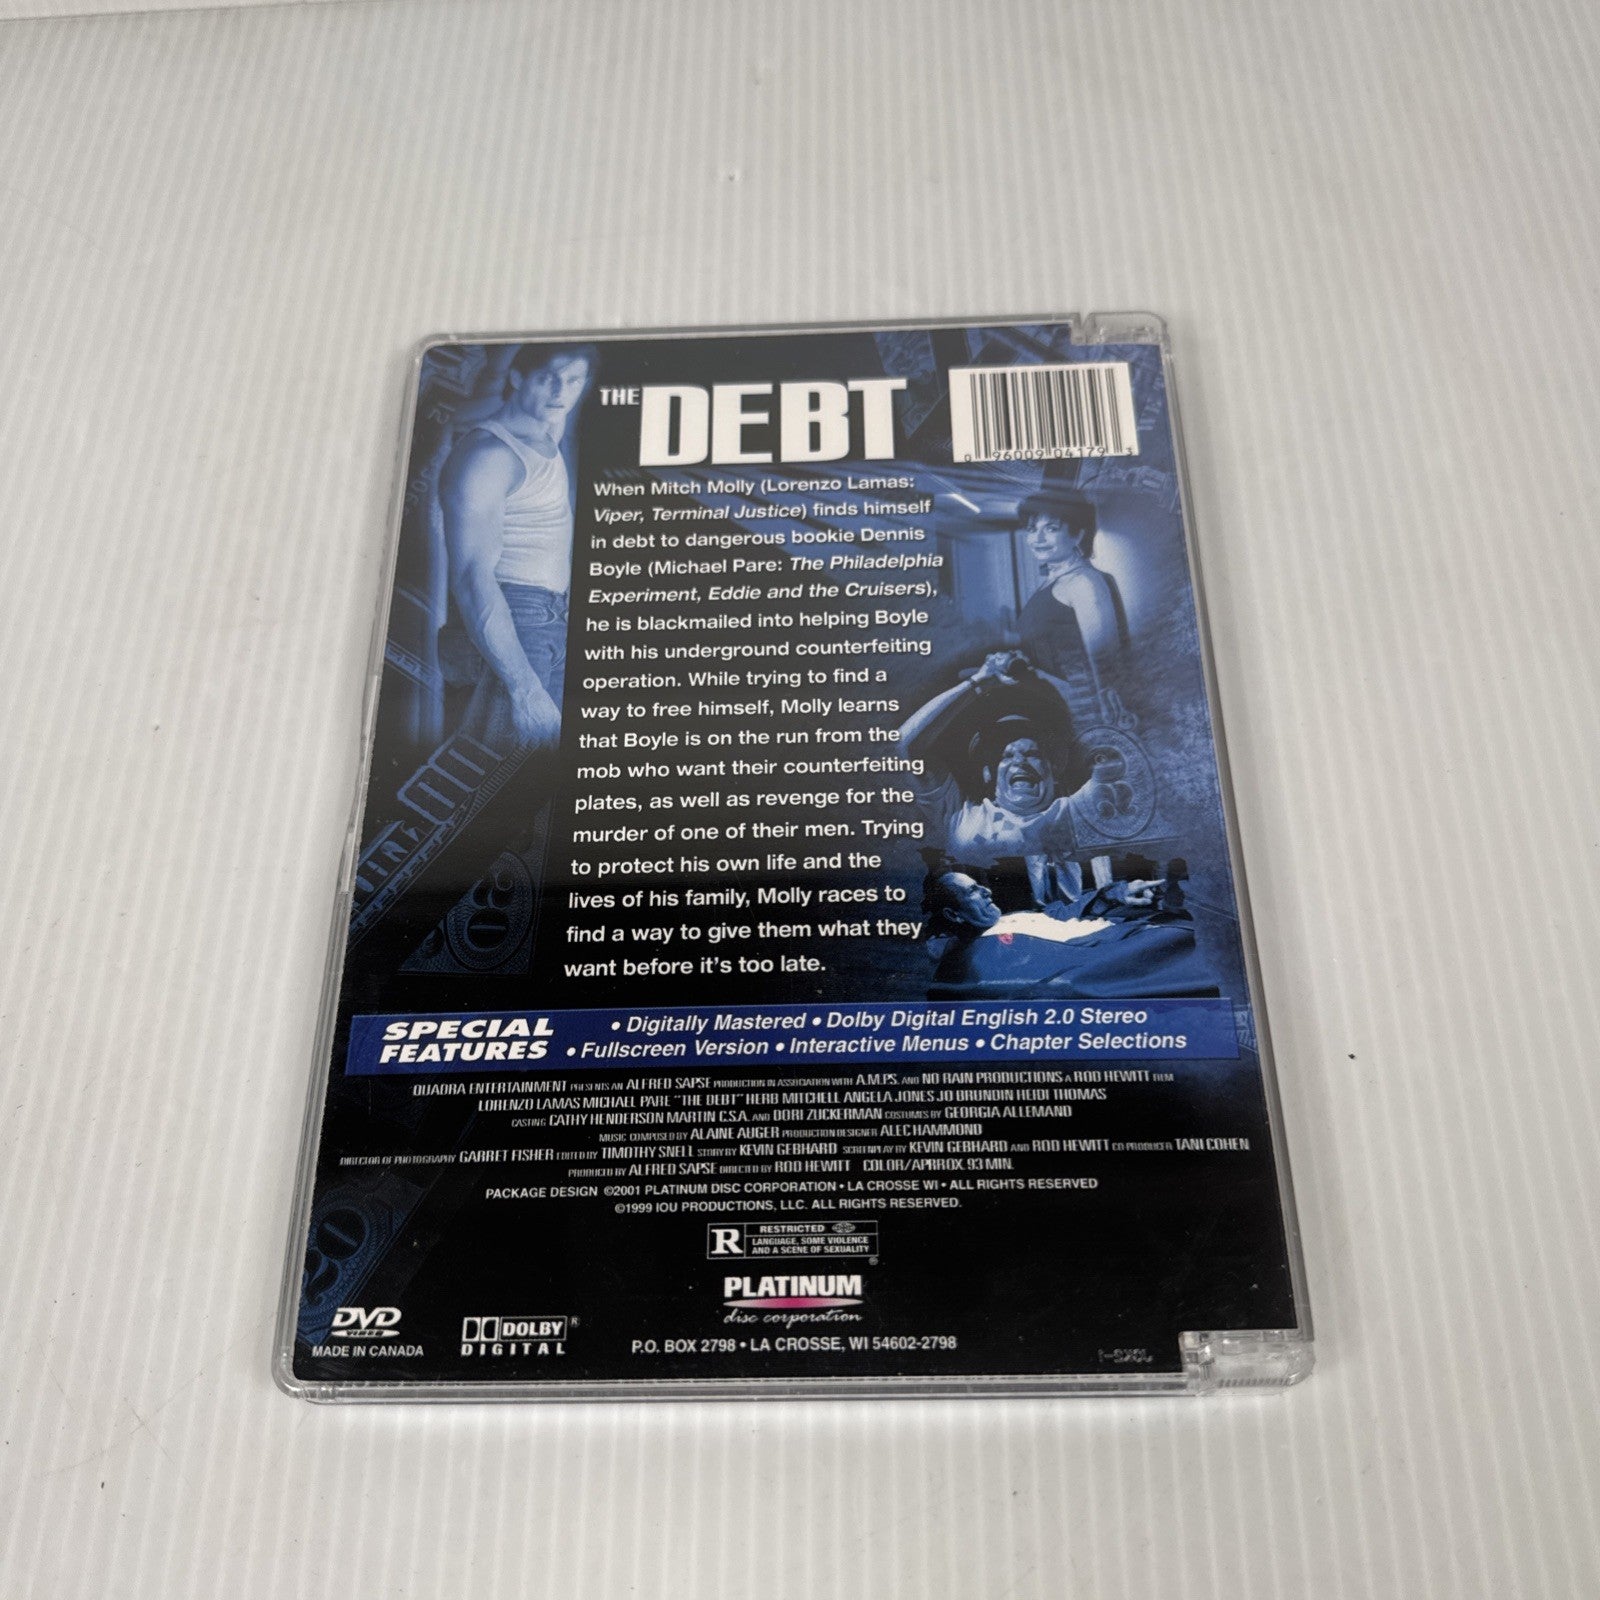 THE DEBT
0 96009 04179 3
When Mitch Molly (Lorenzo Lamas:
Viper, Terminal Justice) finds himself
in debt to dangerous bookie Dennis
Boyle (Michael Pare: The Philadelphia
Experiment, Eddie and the Cruisers),
he is blackmailed into helping Boyle
with his underground counterfeiting
operation. While trying to find a
way to free himself, Molly learns
that Boyle is on the run from the
mob who want their counterfeiting
plates, as well as revenge for the
murder of one of their men. Trying
to protect his own life and the
lives of his family, Molly races to
find a way to give them what they
want before it's too late.
SPECIAL
FEATURES
• Digitally Mastered • Dolby Digital English 2.0 Stereo
• Fullscreen Version • Interactive Menus • Chapter Selections
QUADRA ENTERTAINMENT PRESENTS AN ALFRED SAPSE PRODUCTION IN ASSOCIATION WITH A.M.P.S. AND NO RAIN PRODUCTIONS A ROD HEWITT FILM
LORENZO LAMAS MICHAEL PARE "THE DEBT" HERB MITCHELL ANGELA JONES JO BRUNDIN HEIDI THOMAS
CASTING CATHY HENDERSON MARTIN C.S.A. AND DORI ZUCKERMAN COSTUMES BY GEORGIA ALLEMAND
MUSIC COMPOSED BY ALAINE AUGER PRODUCTION DESIGNER ALEC HAMMOND
DIRECTOR OF PHOTOGRAPHY GARRET FISHER EDITED BY TIMOTHY SNELL STORY BY KEVIN GEBHARD SCREENPLAY BY KEVIN GEBHARD AND ROD HEWITT CO-PRODUCER TANI COHEN
PRODUCED BY ALFRED SAPSE DIRECTED BY ROD HEWITT COLOR/APRROX. 93 MIN.
PACKAGE DESIGN ©2001 PLATINUM DISC CORPORATION • LA CROSSE WI • ALL RIGHTS RESERVED
©1999 IOU PRODUCTIONS, LLC. ALL RIGHTS RESERVED.
R RESTRICTED
LANGUAGE, SOME VIOLENCE
AND A SCENE OF SEXUALITY
®
PLATINUM
disc corporation
DVD
VIDEO
MADE IN CANADA
DOLBY ®
DIGITAL
P.O. BOX 2798 • LA CROSSE, WI 54602-2798